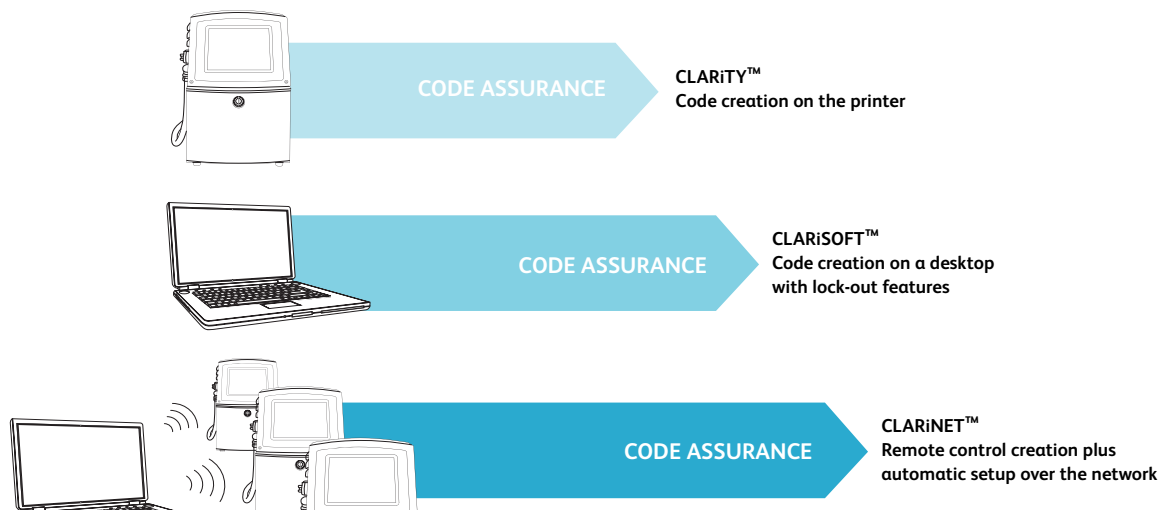 CODE ASSURANCE
CLARiTY™
Code creation on the printer
CODE ASSURANCE
CLARiSOFT™
Code creation on a desktop
with lock-out features
CODE ASSURANCE
CLARiNET™
Remote control creation plus
automatic setup over the network